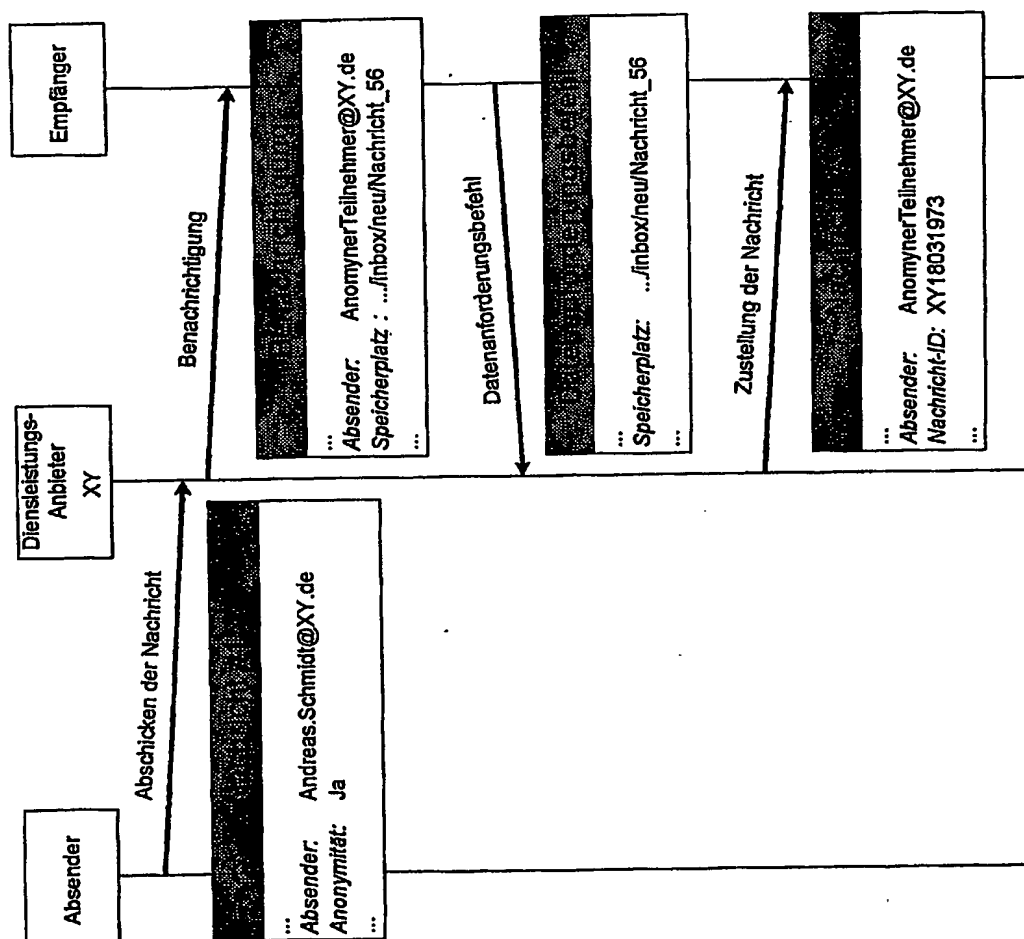 Absender
Diensleistungs-
Anbieter
XY
Empfänger
Abschicken der Nachricht
...
Absender: Andreas.Schmidt@XY.de
Anonymität: Ja
...
Benachrichtigung
...
Absender: AnomynerTeilnehmer@XY.de
Speicherplatz : .../inbox/neu/Nachricht_56
...
Datenanforderungsbefehl
...
Speicherplatz: .../inbox/neu/Nachricht_56
...
Zustellung der Nachricht
...
Absender: AnomynerTeilnehmer@XY.de
Nachricht-ID: XY18031973
...